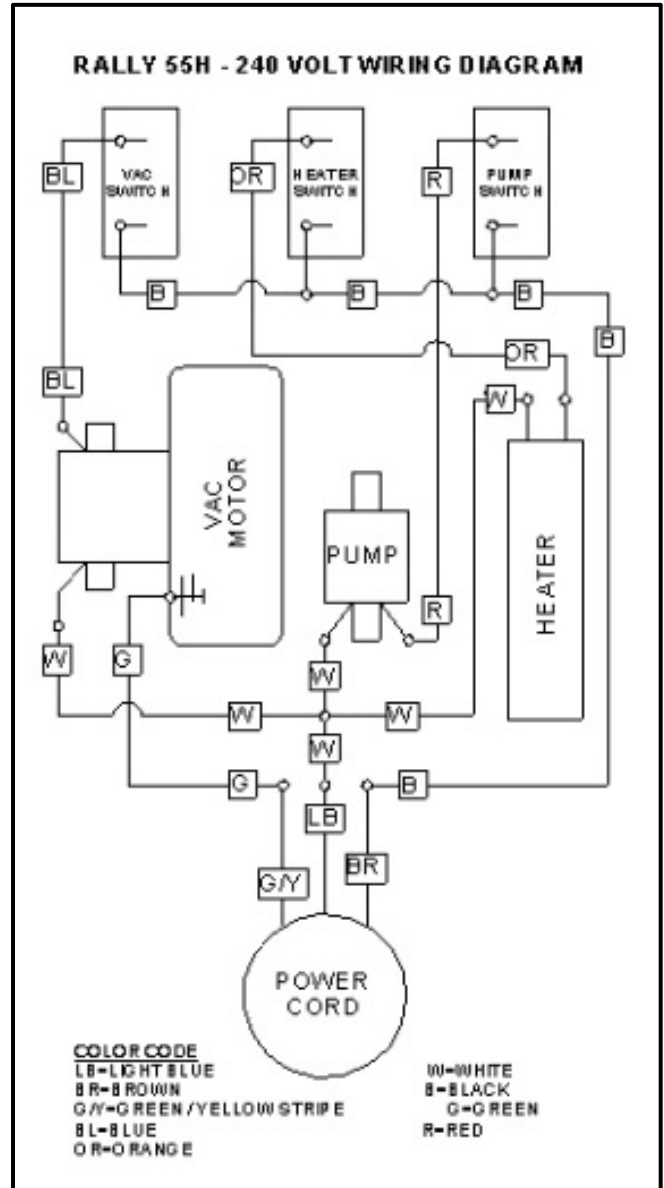 RALLY 55H - 240 VOLT WIRING DIAGRAM
VAC
SWITCH
HEATER
SWITCH
PUMP
SWITCH
BL
OR
R
B
B
B
B
OR
BL
W
VAC
MOTOR
PUMP
HEATER
R
W
G
W
W
W
W
G
B
LB
G/Y
BR
POWER
CORD
COLOR CODE
LB=LIGHT BLUE
BR=BROWN
G/Y=GREEN/YELLOW STRIPE
BL=BLUE
OR=ORANGE
W=WHITE
B=BLACK
G=GREEN
R=RED